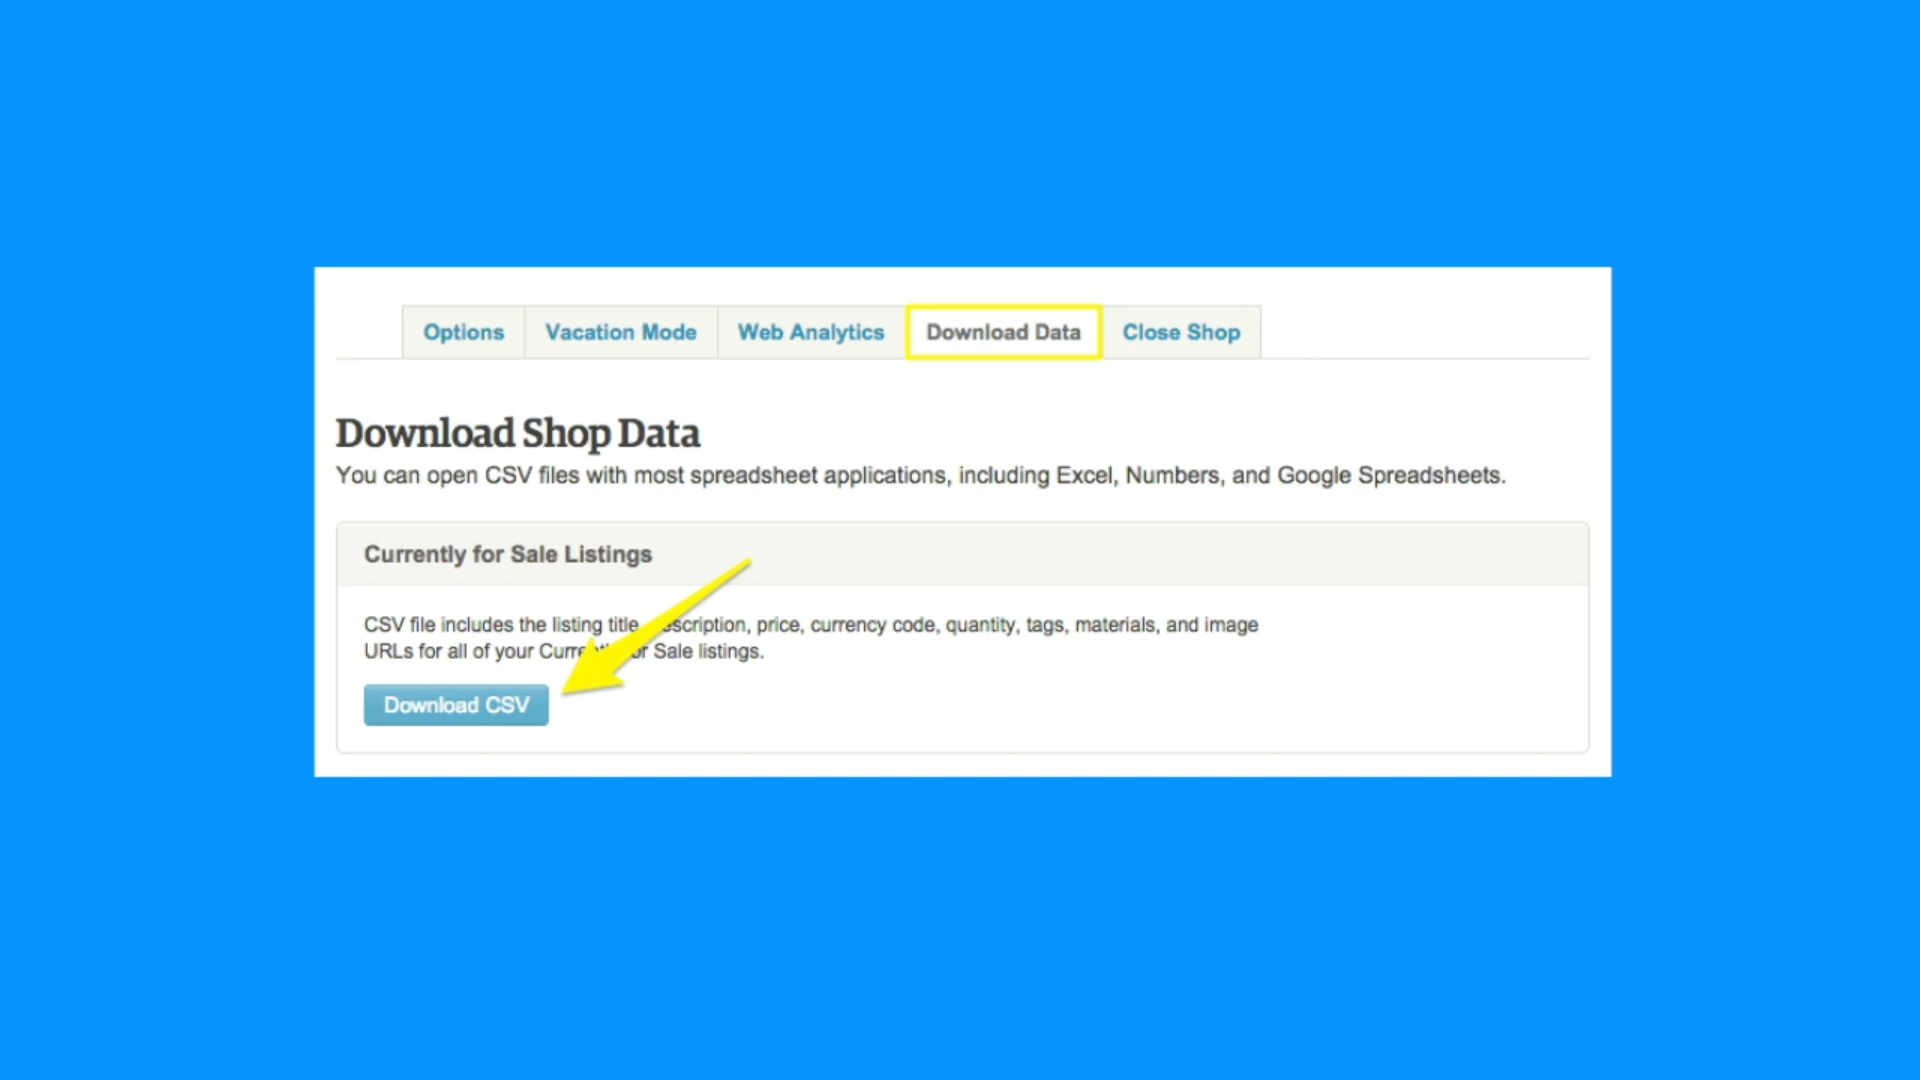 Options Vacation Mode Web Analytics Download Data Close Shop
Download Shop Data
You can open CSV files with most spreadsheet applications, including Excel, Numbers, and Google Spreadsheets.
Currently for Sale Listings
CSV file includes the listing title, price, currency code, quantity, tags, materials, and image
URLs for all of your Sale listings.
Download CSV